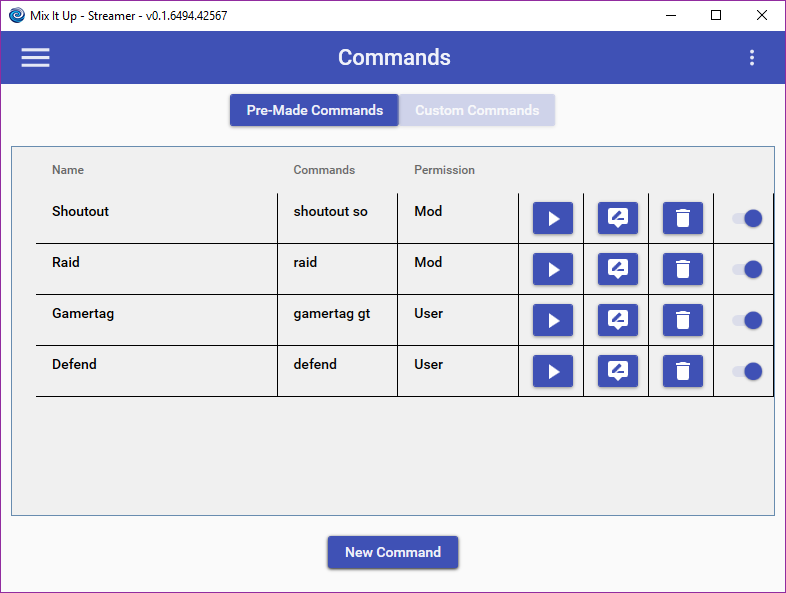 Mix It Up - Streamer - v0.1.6494.42567
Commands
Pre-Made Commands Custom Commands
Name Commands Permission
Shoutout shoutout so Mod
Raid raid Mod
Gamertag gamertag gt User
Defend defend User
New Command